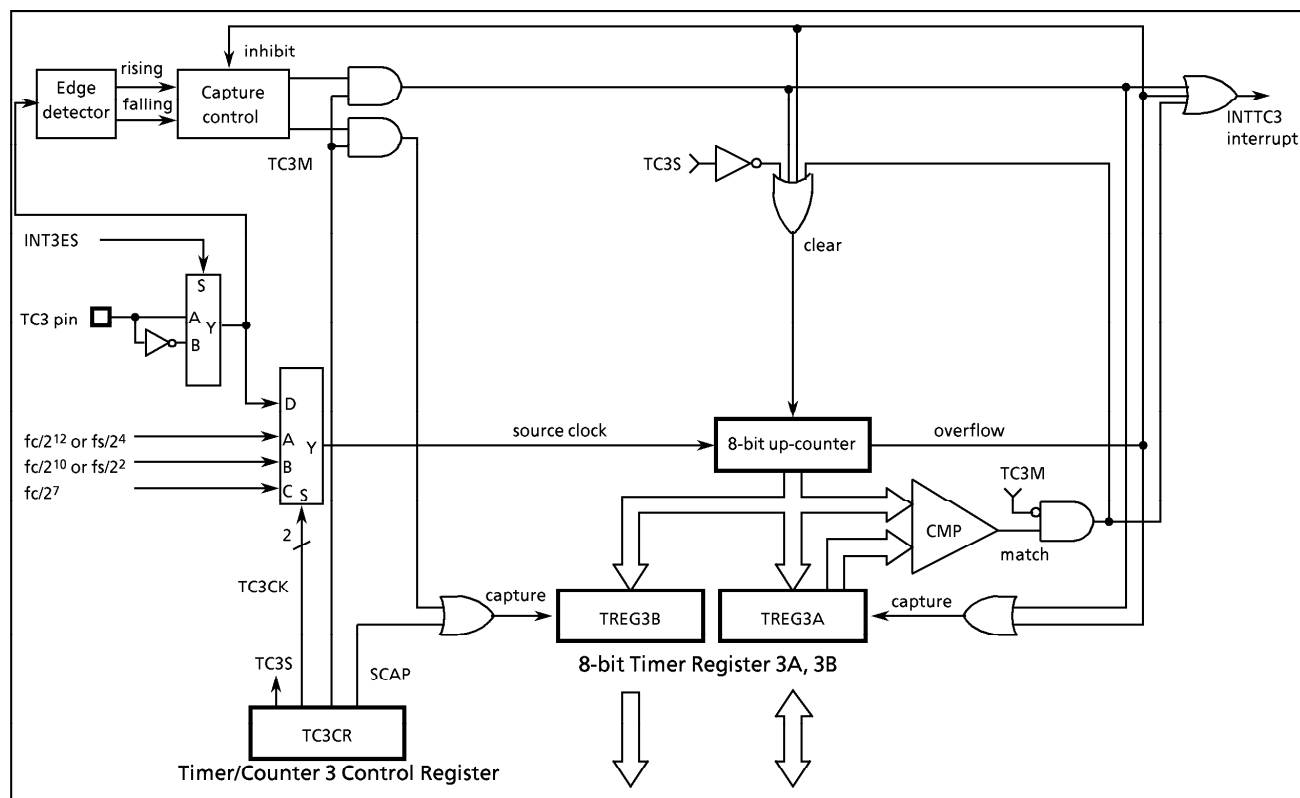 inhibit
rising
Edge
detector
falling
Capture
control
TC3M
INTTC3
interrupt
TC3S
clear
INT3ES
S
TC3 pin
A
Y
B
D
fc/2¹² or fs/2⁴
A
Y
source clock
8-bit up-counter
overflow
fc/2¹⁰ or fs/2²
B
fc/2⁷
C
S
TC3M
2
CMP
match
TC3CK
capture
TREG3B
TREG3A
capture
8-bit Timer Register 3A, 3B
TC3S
SCAP
TC3CR
Timer/Counter 3 Control Register